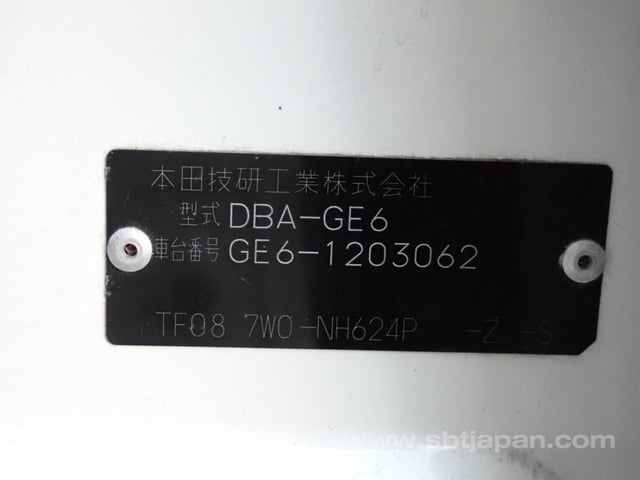 本田技研工業株式会社
型式 DBA-GE6
車台番号 GE6-1203062
TF08 7W0-NH624P -Z -S
www.sbtjapan.com